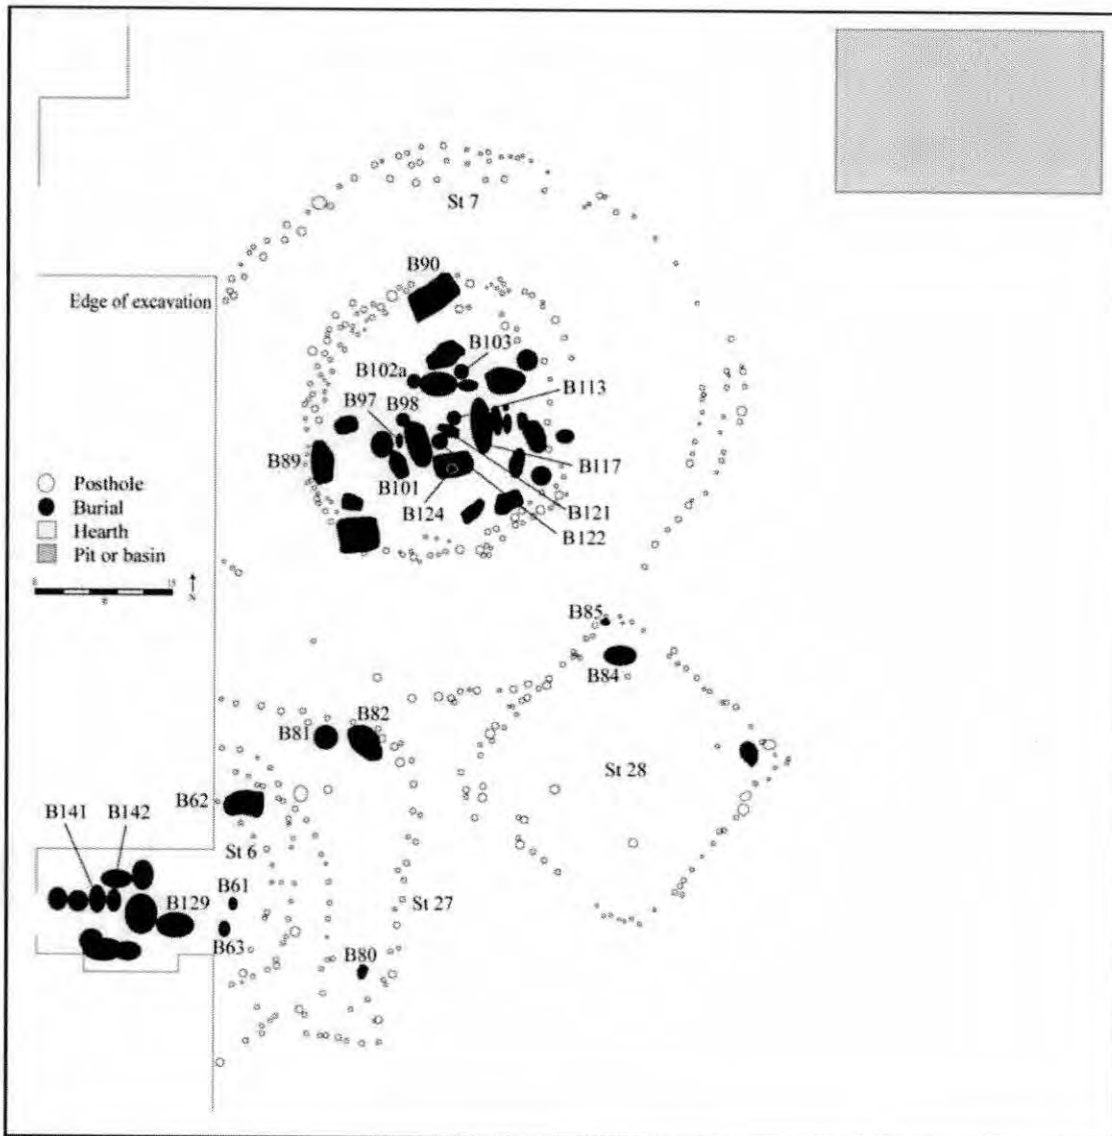 St 7
B90
Edge of excavation
B103
B102a
B113
B97
B98
B89
B117
B101
B124
B121
B122
Posthole
Burial
Hearth
Pit or basin
0
15
m
N
B85
B84
B81
B82
St 28
B62
B141
B142
St 6
B61
B129
St 27
B63
B80